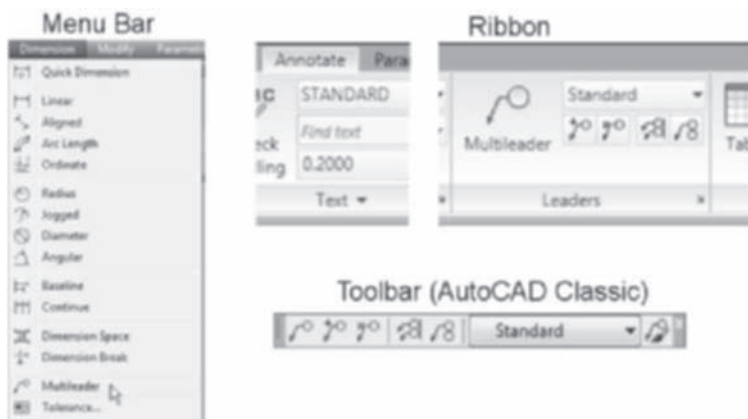 Menu Bar
Dimension Modify
Quick Dimension
Linear
Aligned
Arc Length
Ordinate
Radius
Jogged
Diameter
Angular
Baseline
Continue
Dimension Space
Dimension Break
Multileader
Tolerance...
Ribbon
Annotate Para
STANDARD
Find text
0.2000
Text
Multileader
Standard
Tab
Leaders
Toolbar (AutoCAD Classic)
Standard